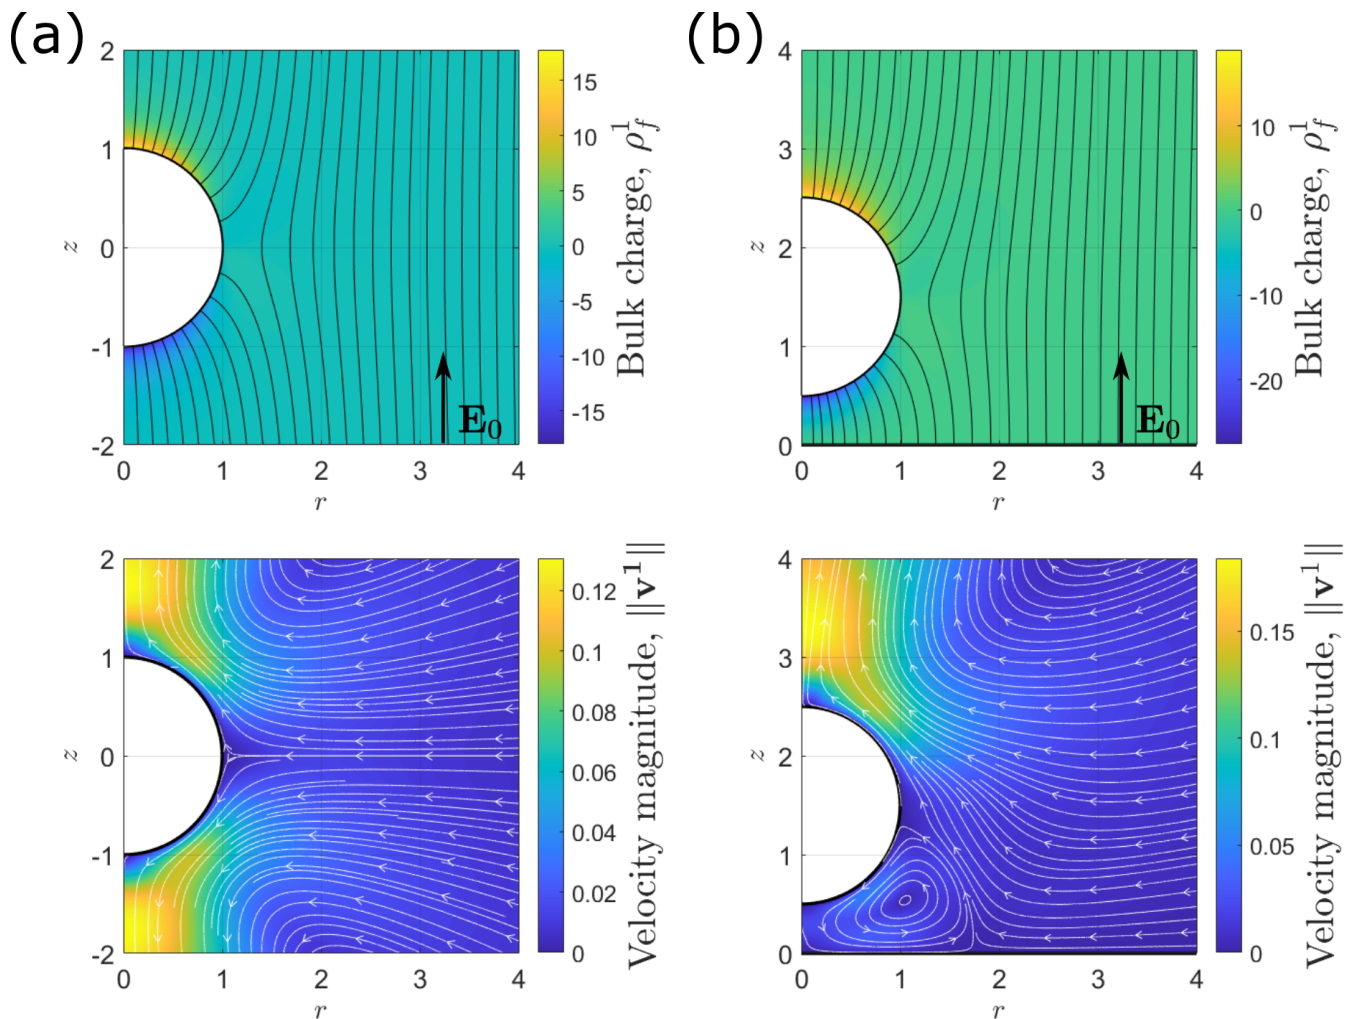 (a)
2
1
0
-1
-2
z
0 1 2 3 4
r
E₀
15
10
5
0
-5
-10
-15
Bulk charge, ρ¹_f
(b)
4
3
2
1
0
z
0 1 2 3 4
r
E₀
10
0
-10
-20
Bulk charge, ρ¹_f
2
1
0
-1
-2
z
0 1 2 3 4
r
0.12
0.1
0.08
0.06
0.04
0.02
0
Velocity magnitude, ‖v¹‖
4
3
2
1
0
z
0 1 2 3 4
r
0.15
0.1
0.05
0
Velocity magnitude, ‖v¹‖